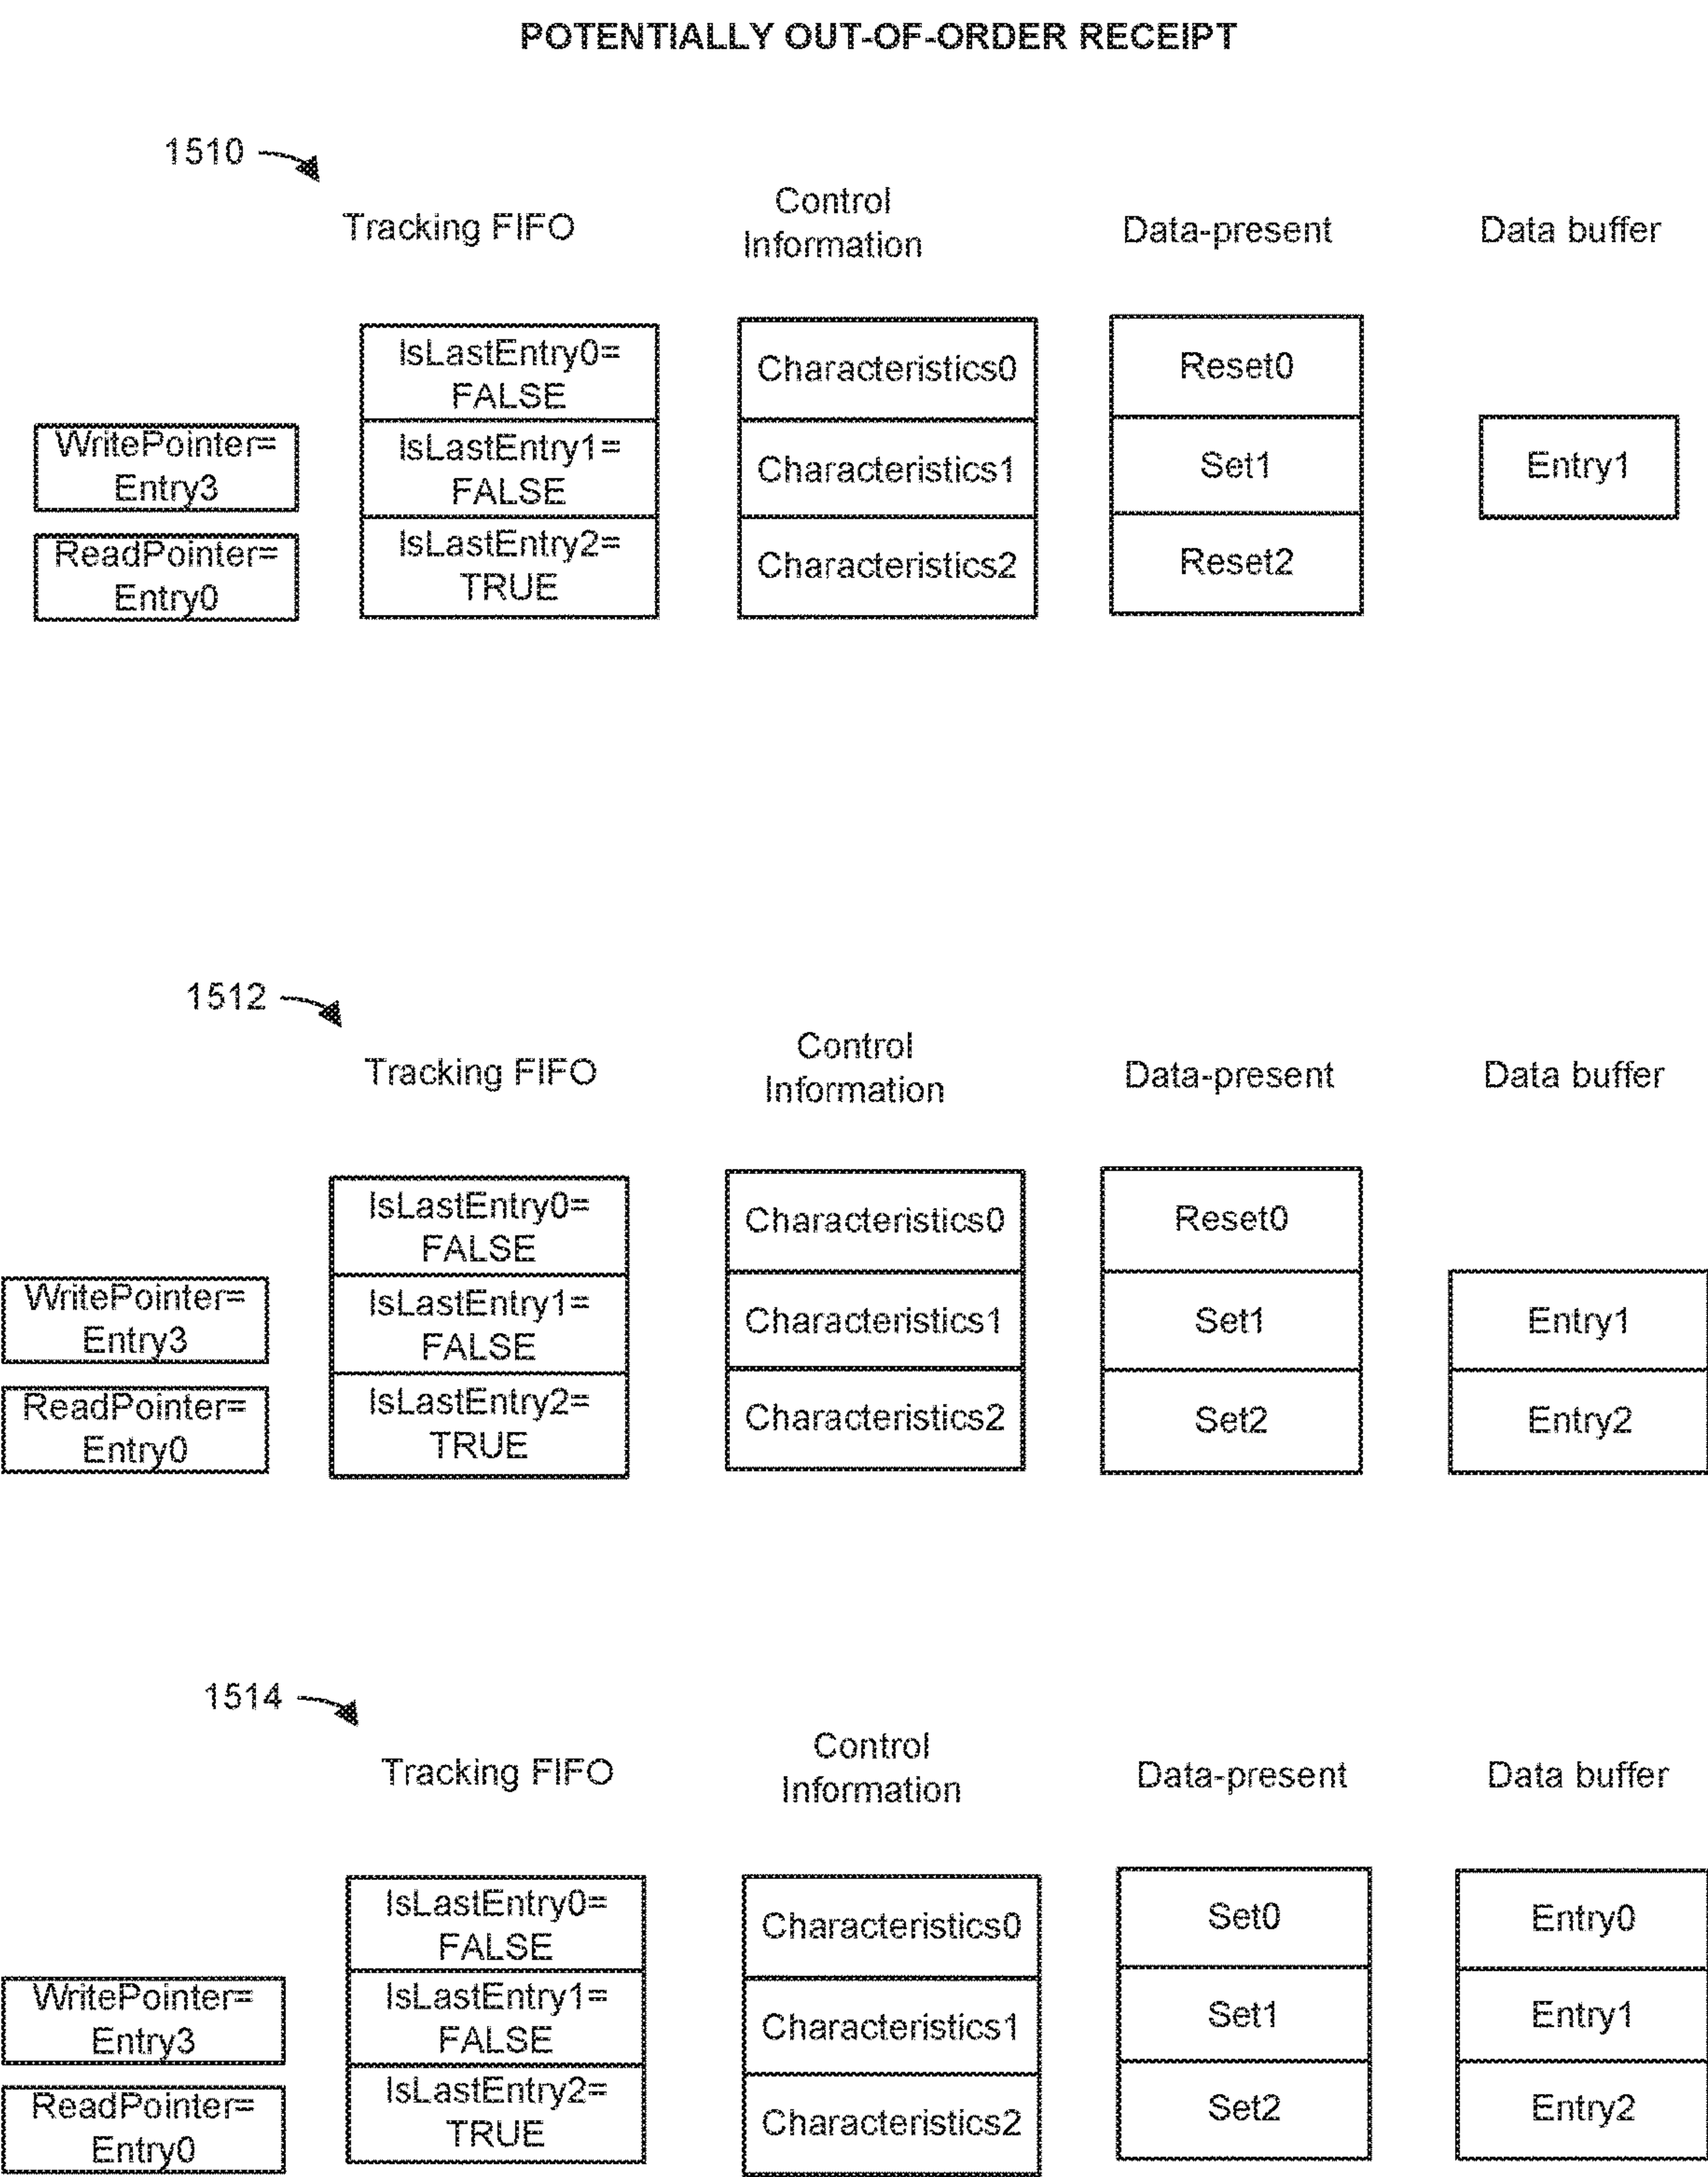 POTENTIALLY OUT-OF-ORDER RECEIPT
1510
Tracking FIFO
Control
Information
Data-present
Data buffer
WritePointer=
Entry3
ReadPointer=
Entry0
IsLastEntry0=
FALSE
IsLastEntry1=
FALSE
IsLastEntry2=
TRUE
Characteristics0
Characteristics1
Characteristics2
Reset0
Set1
Reset2
Entry1
1512
Tracking FIFO
Control
Information
Data-present
Data buffer
WritePointer=
Entry3
ReadPointer=
Entry0
IsLastEntry0=
FALSE
IsLastEntry1=
FALSE
IsLastEntry2=
TRUE
Characteristics0
Characteristics1
Characteristics2
Reset0
Set1
Set2
Entry1
Entry2
1514
Tracking FIFO
Control
Information
Data-present
Data buffer
WritePointer=
Entry3
ReadPointer=
Entry0
IsLastEntry0=
FALSE
IsLastEntry1=
FALSE
IsLastEntry2=
TRUE
Characteristics0
Characteristics1
Characteristics2
Set0
Set1
Set2
Entry0
Entry1
Entry2